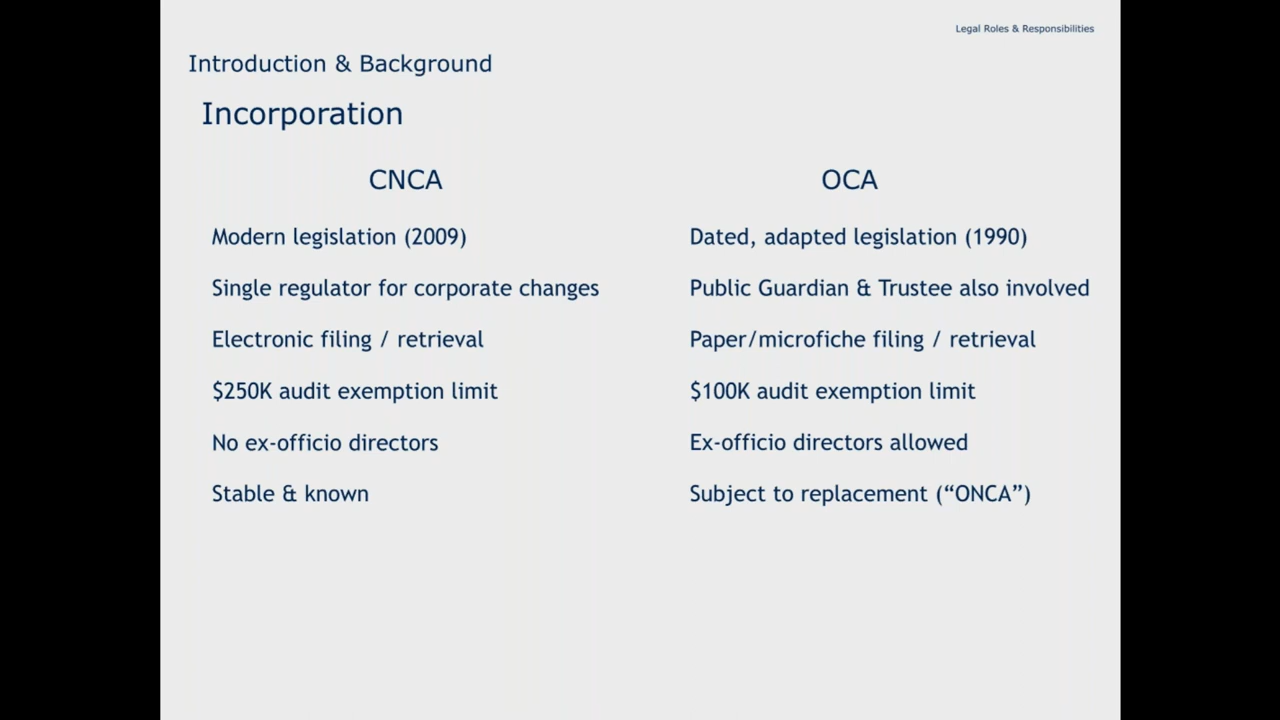 Legal Roles & Responsibilities
Introduction & Background
Incorporation
CNCA
OCA
Modern legislation (2009)
Dated, adapted legislation (1990)
Single regulator for corporate changes
Public Guardian & Trustee also involved
Electronic filing / retrieval
Paper/microfiche filing / retrieval
$250K audit exemption limit
$100K audit exemption limit
No ex-officio directors
Ex-officio directors allowed
Stable & known
Subject to replacement (“ONCA”)